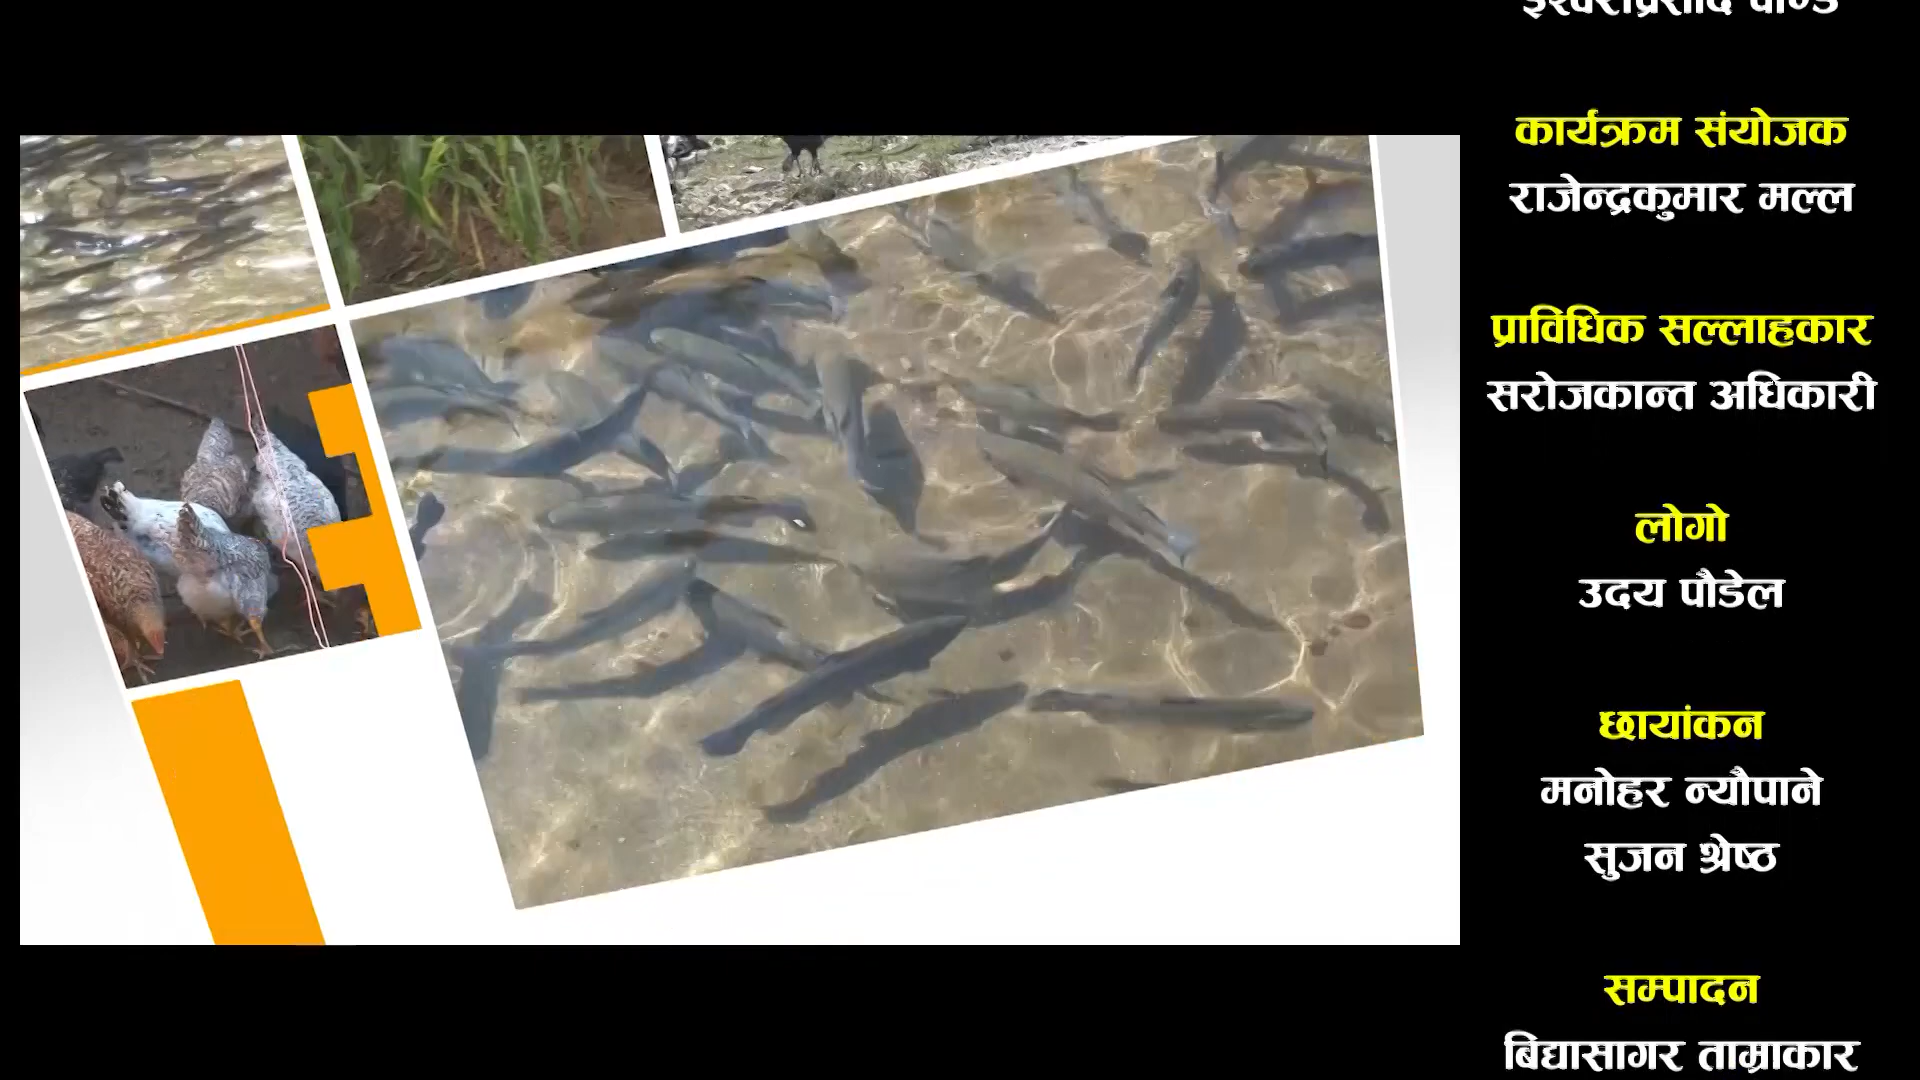 कार्यक्रम संयोजक
राजेन्द्रकुमार मल्ल
प्राविधिक सल्लाहकार
सरोजकान्त अधिकारी
लोगो
उदय पौडेल
छायांकन
मनोहर न्यौपाने
सुजन श्रेष्ठ
सम्पादन
बिद्यासागर ताम्राकार